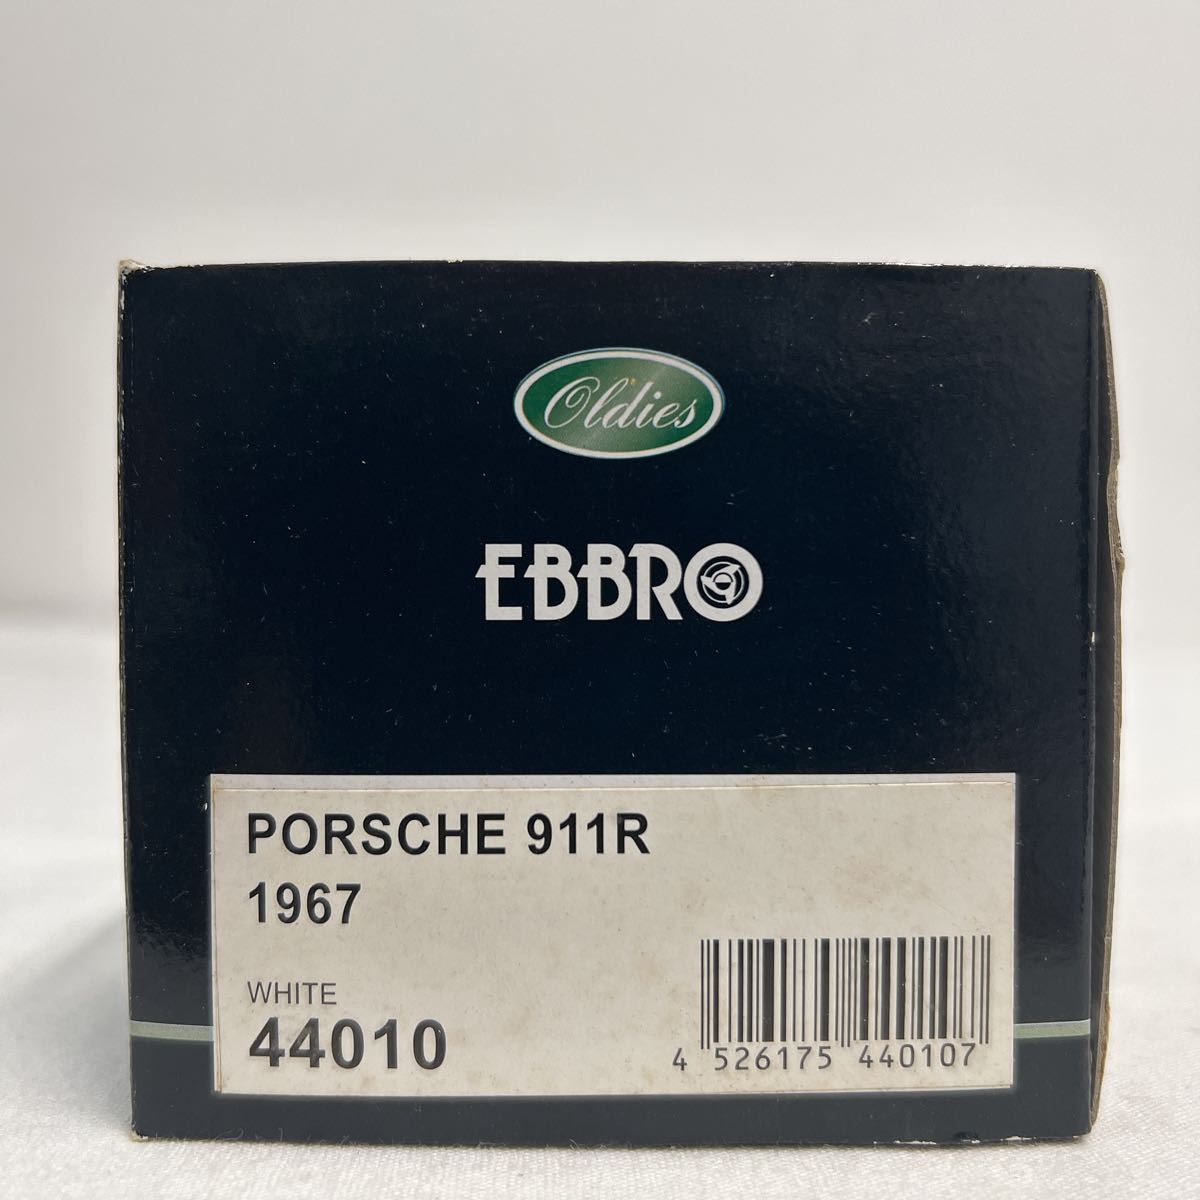 Oldies
EBBRO
PORSCHE 911R
1967
WHITE
44010
4 526175 440107